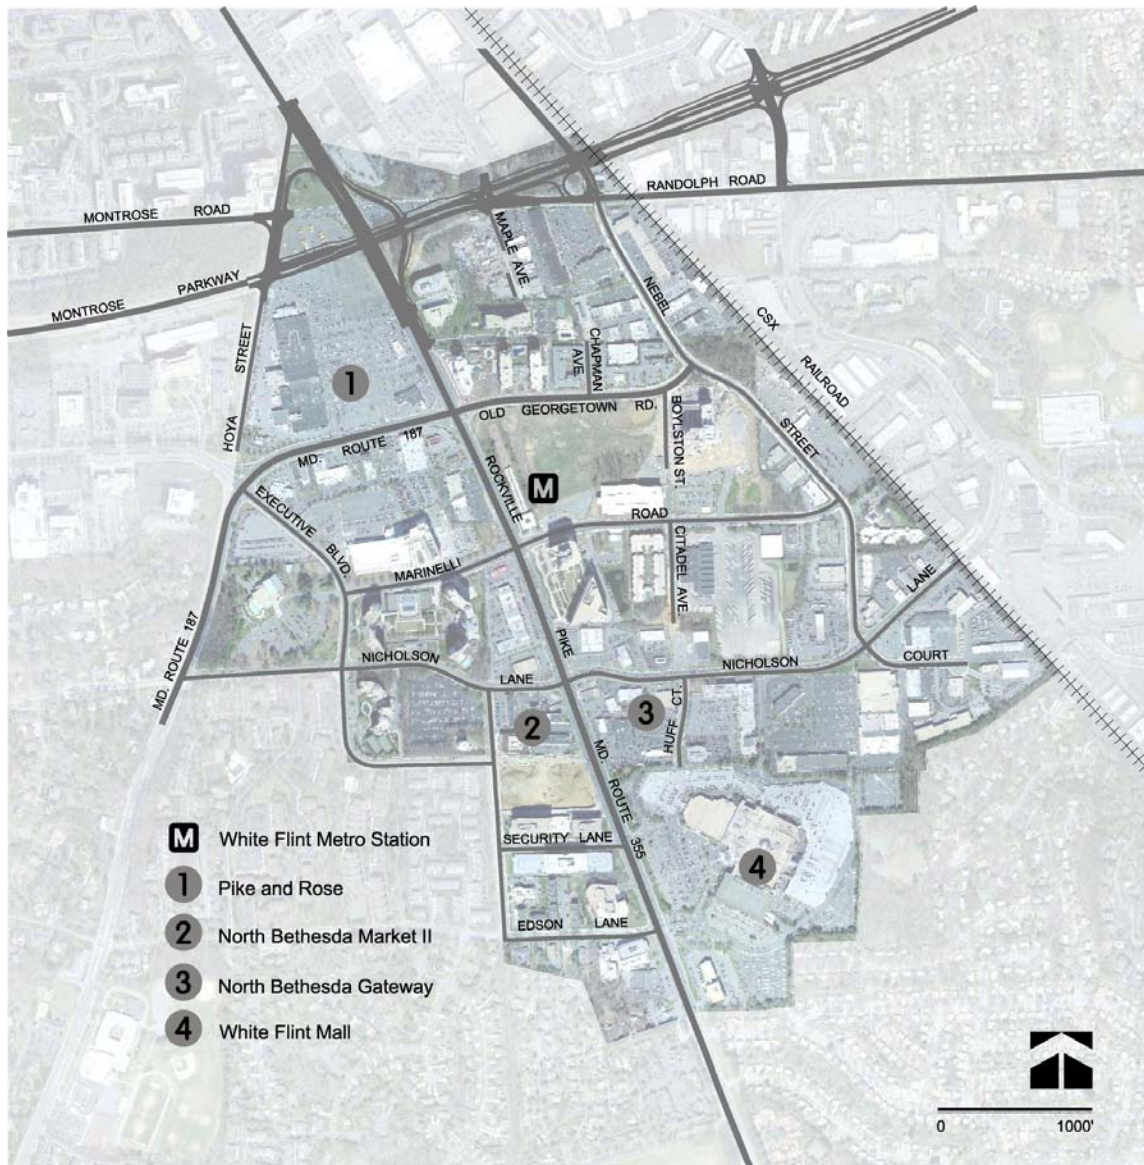 RANDOLPH ROAD
MONTROSE ROAD
MONTROSE PARKWAY
MAPLE AVE.
NEBEL
CSX
RAILROAD
HOYA STREET
CHAPMAN
AVE.
OLD GEORGETOWN RD.
MD. ROUTE 187
BOYLSTON ST.
STREET
1
ROCKVILLE
M
EXECUTIVE BLVD.
MARINELLI
ROAD
CITADEL AVE.
LANE
MD. ROUTE 187
PIKE
NICHOLSON
LANE
NICHOLSON
COURT
2
3
HUFF CT.
MD. ROUTE 355
SECURITY LANE
4
EDSON LANE
M White Flint Metro Station
1 Pike and Rose
2 North Bethesda Market II
3 North Bethesda Gateway
4 White Flint Mall
0 1000'